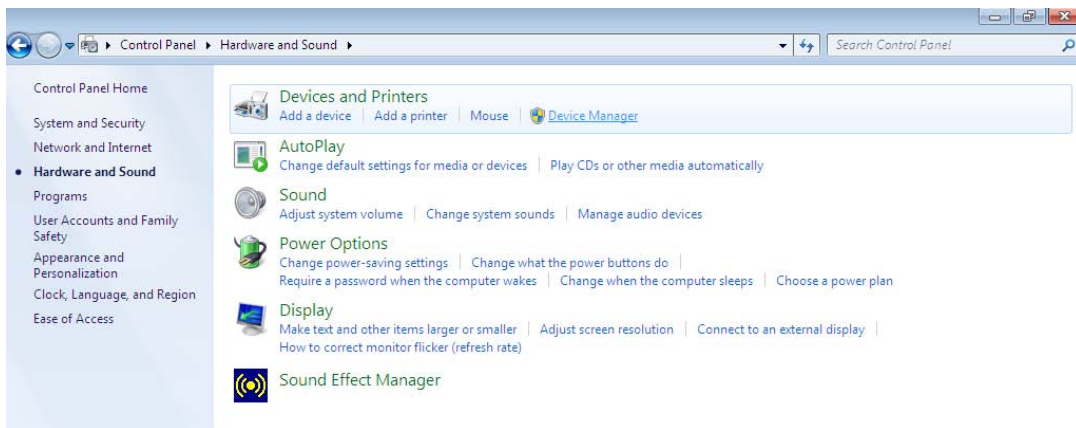 Control Panel Hardware and Sound
Search Control Panel
Control Panel Home
System and Security
Network and Internet
Hardware and Sound
Programs
User Accounts and Family
Safety
Appearance and
Personalization
Clock, Language, and Region
Ease of Access
Devices and Printers
Add a device Add a printer Mouse Device Manager
AutoPlay
Change default settings for media or devices Play CDs or other media automatically
Sound
Adjust system volume Change system sounds Manage audio devices
Power Options
Change power-saving settings Change what the power buttons do
Require a password when the computer wakes Change when the computer sleeps Choose a power plan
Display
Make text and other items larger or smaller Adjust screen resolution Connect to an external display
How to correct monitor flicker (refresh rate)
Sound Effect Manager